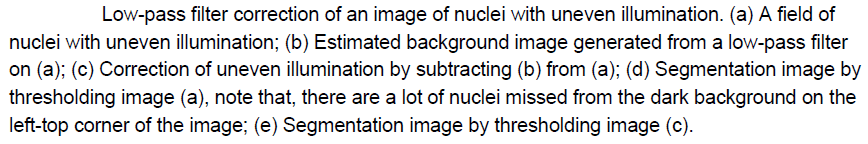 Low-pass filter correction of an image of nuclei with uneven illumination. (a) A field of
nuclei with uneven illumination; (b) Estimated background image generated from a low-pass filter
on (a); (c) Correction of uneven illumination by subtracting (b) from (a); (d) Segmentation image by
thresholding image (a), note that, there are a lot of nuclei missed from the dark background on the
left-top corner of the image; (e) Segmentation image by thresholding image (c).